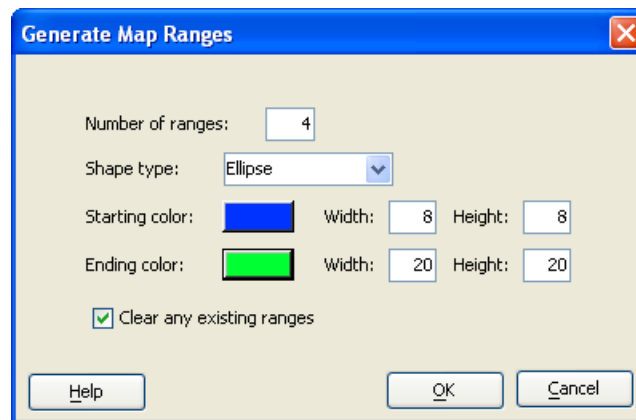 Generate Map Ranges
Number of ranges: 4
Shape type: Ellipse
Starting color: Width: 8 Height: 8
Ending color: Width: 20 Height: 20
Clear any existing ranges
Help OK Cancel